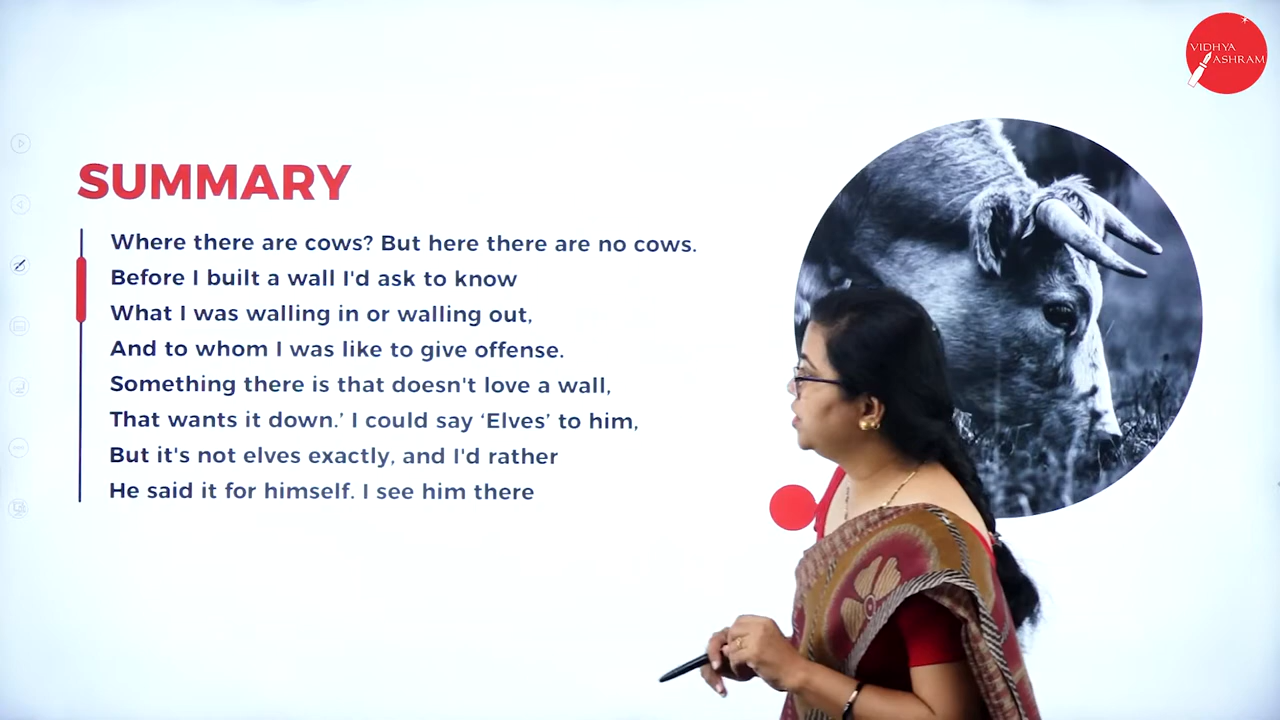 VIDHYA
ASHRAM
SUMMARY
Where there are cows? But here there are no cows.
Before I built a wall I'd ask to know
What I was walling in or walling out,
And to whom I was like to give offense.
Something there is that doesn't love a wall,
That wants it down.’ I could say ‘Elves’ to him,
But it's not elves exactly, and I'd rather
He said it for himself. I see him there